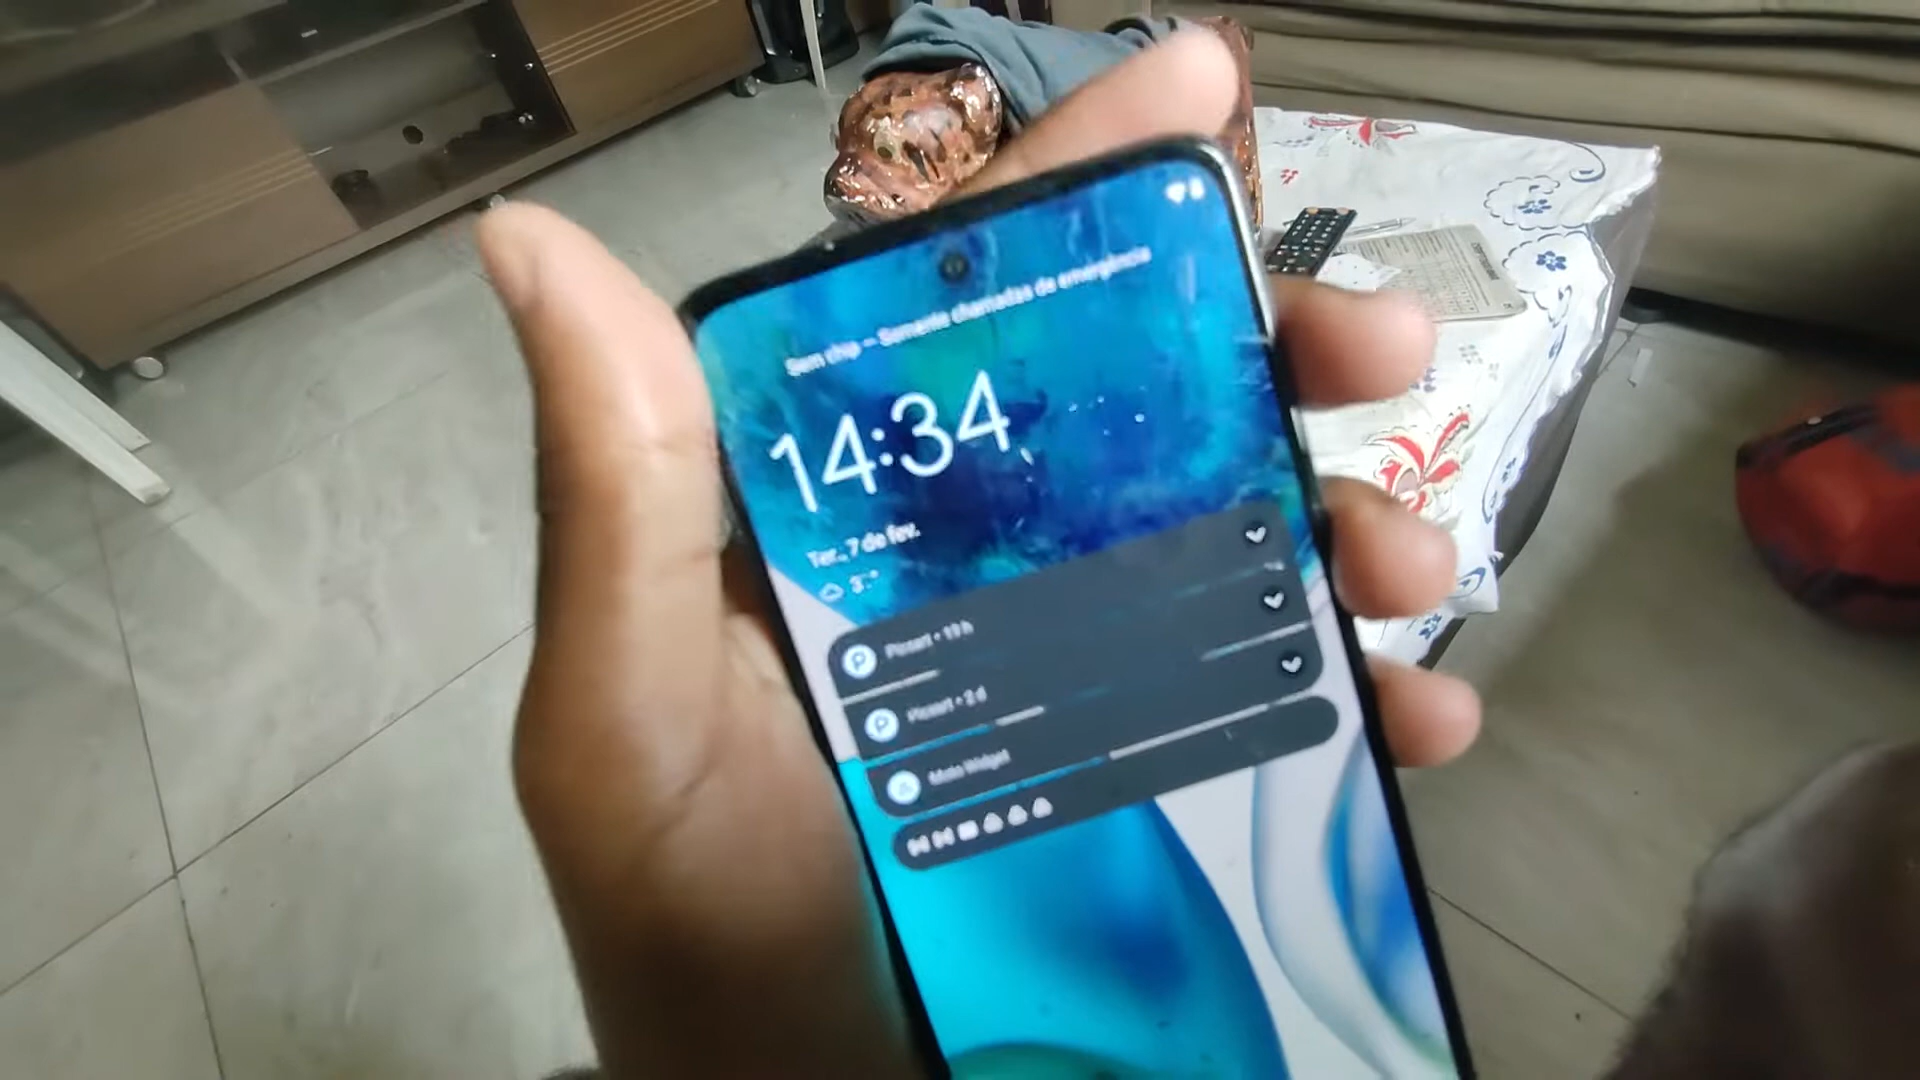 Sem chip – Somente chamadas de emergência
14:34
Ter., 7 de fev.
Picsart • 19 h
Picsart • 2 d
Moto Widget